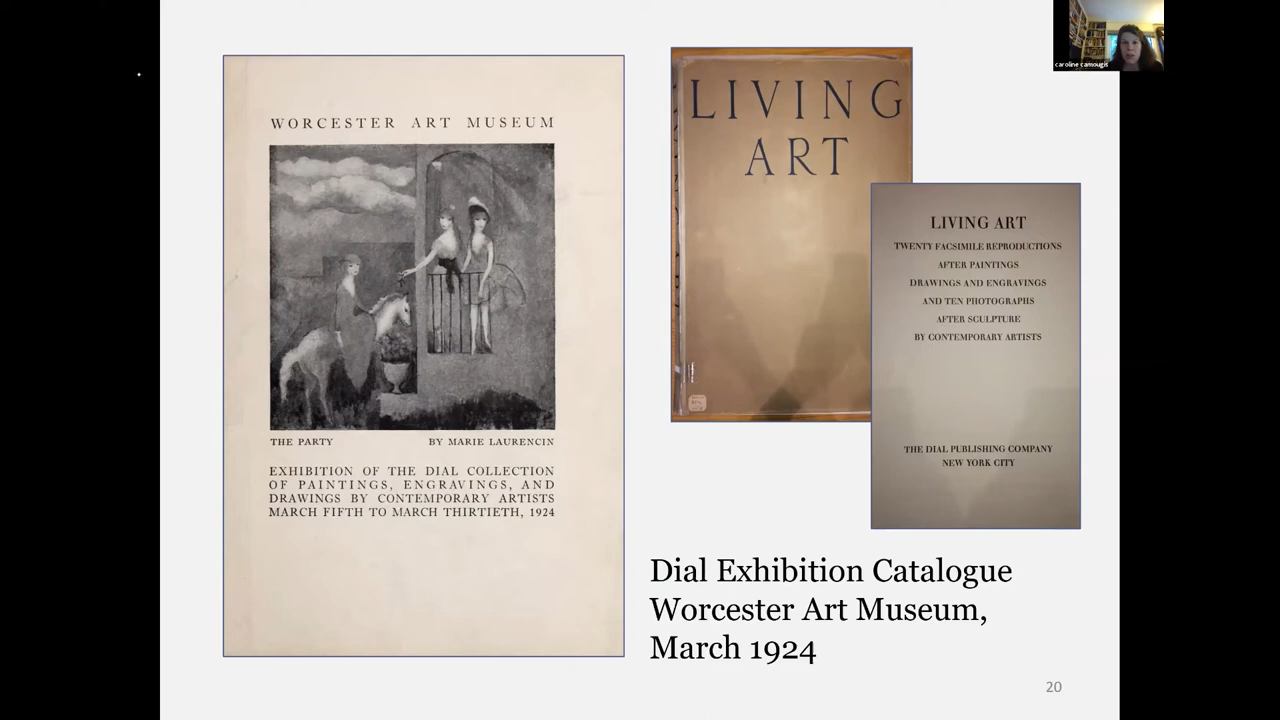 caroline camougis
WORCESTER ART MUSEUM
THE PARTY BY MARIE LAURENCIN
EXHIBITION OF THE DIAL COLLECTION
OF PAINTINGS, ENGRAVINGS, AND
DRAWINGS BY CONTEMPORARY ARTISTS
MARCH FIFTH TO MARCH THIRTIETH, 1924
LIVING
ART
LIVING ART
TWENTY FACSIMILE REPRODUCTIONS
AFTER PAINTINGS
DRAWINGS AND ENGRAVINGS
AND TEN PHOTOGRAPHS
AFTER SCULPTURE
BY CONTEMPORARY ARTISTS
THE DIAL PUBLISHING COMPANY
NEW YORK CITY
Dial Exhibition Catalogue
Worcester Art Museum,
March 1924
20